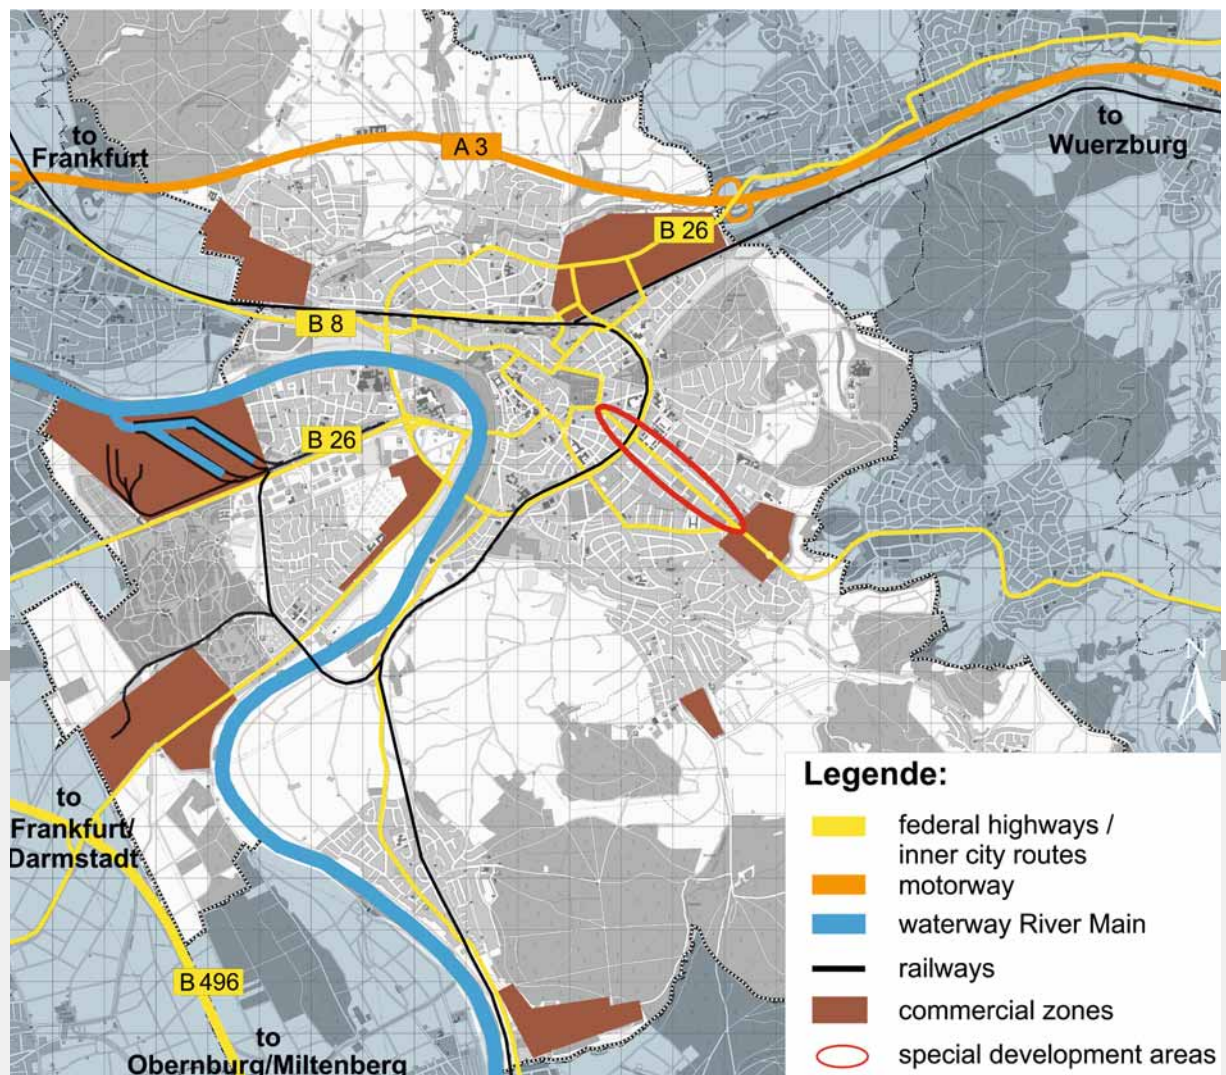 to
Frankfurt
A 3
to
Wuerzburg
B 26
B 8
B 26
H
to
Frankfurt/
Darmstadt
B 496
to
Obernburg/Miltenberg
N
Legende:
federal highways /
inner city routes
motorway
waterway River Main
railways
commercial zones
special development areas